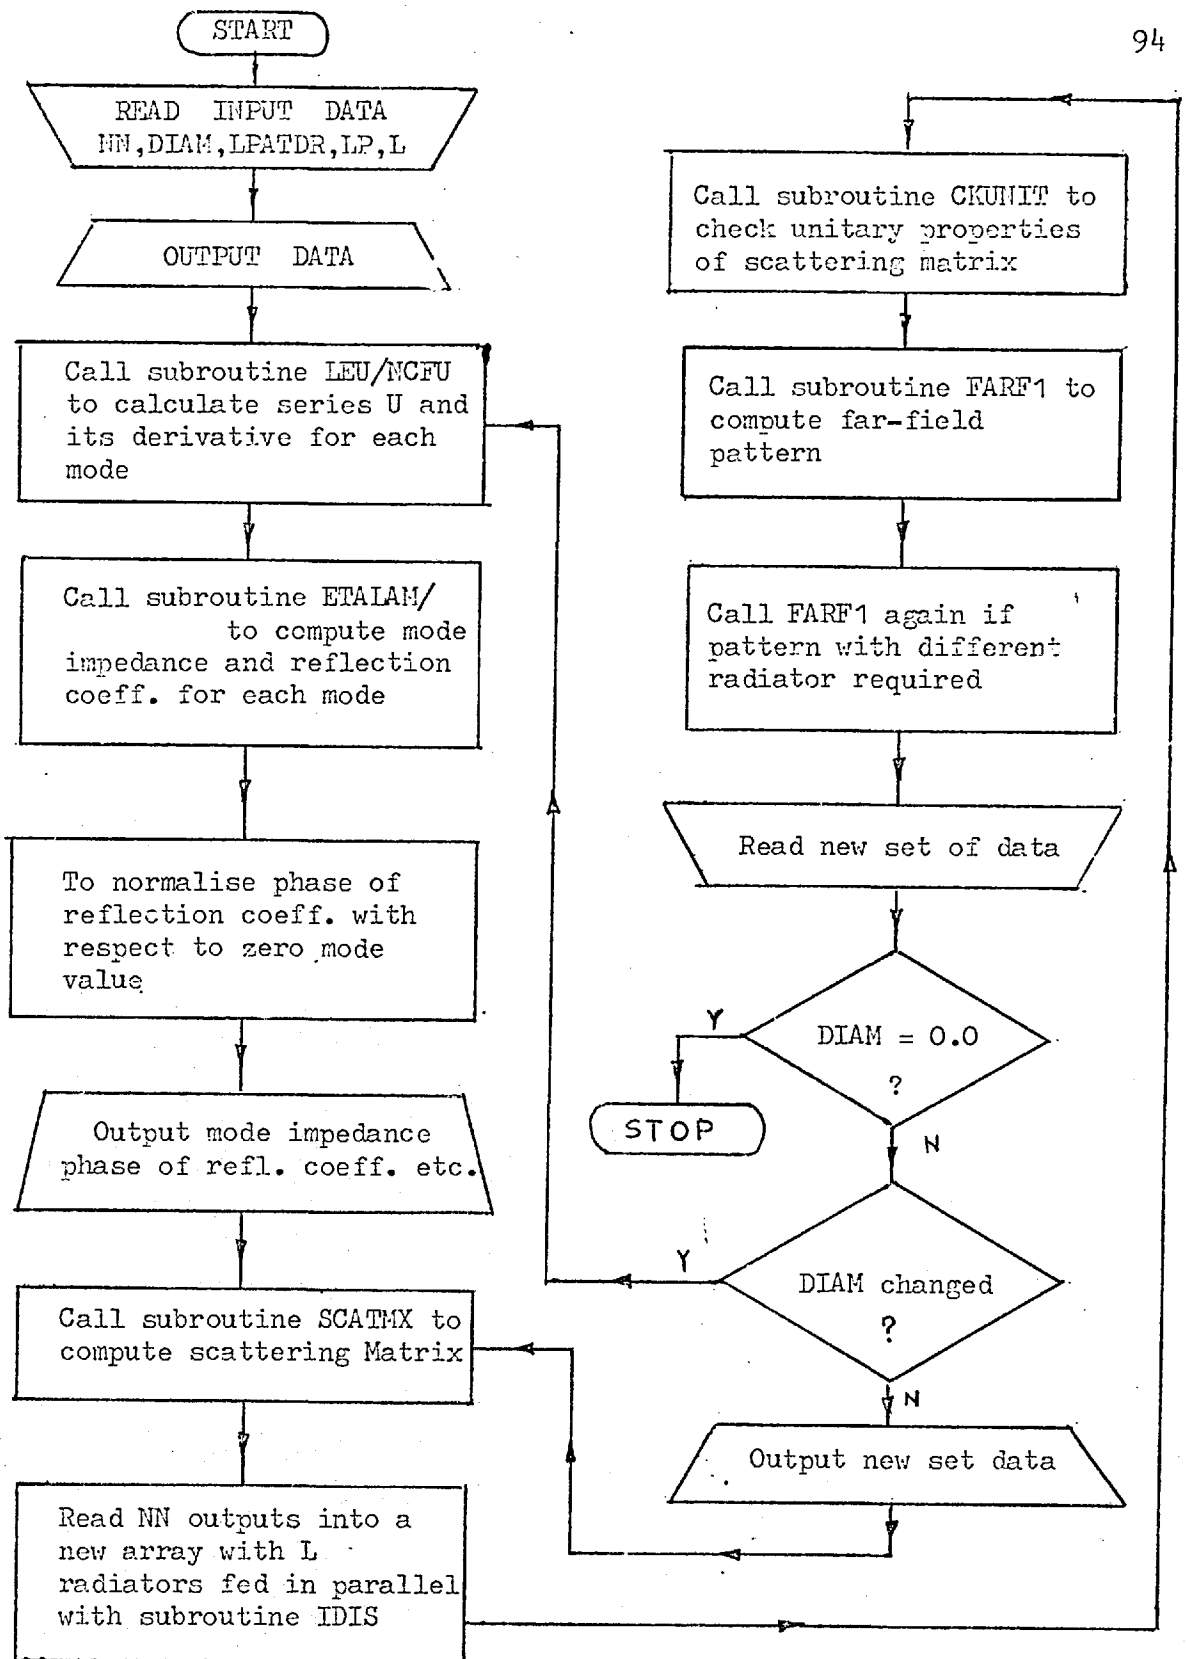 94
START
READ INPUT DATA
NN,DIAM,LPATDR,LP,L
OUTPUT DATA
Call subroutine LEU/NCFU
to calculate series U and
its derivative for each
mode
Call subroutine ETALAM/
to compute mode
impedance and reflection
coeff. for each mode
To normalise phase of
reflection coeff. with
respect to zero mode
value
Output mode impedance
phase of refl. coeff. etc.
Call subroutine SCATMX to
compute scattering Matrix
Read NN outputs into a
new array with L
radiators fed in parallel
with subroutine IDIS
Call subroutine CKUNIT to
check unitary properties
of scattering matrix
Call subroutine FARF1 to
compute far-field
pattern
Call FARF1 again if
pattern with different
radiator required
Read new set of data
DIAM = 0.0
?
Y
STOP
N
DIAM changed
?
Y
N
Output new set data